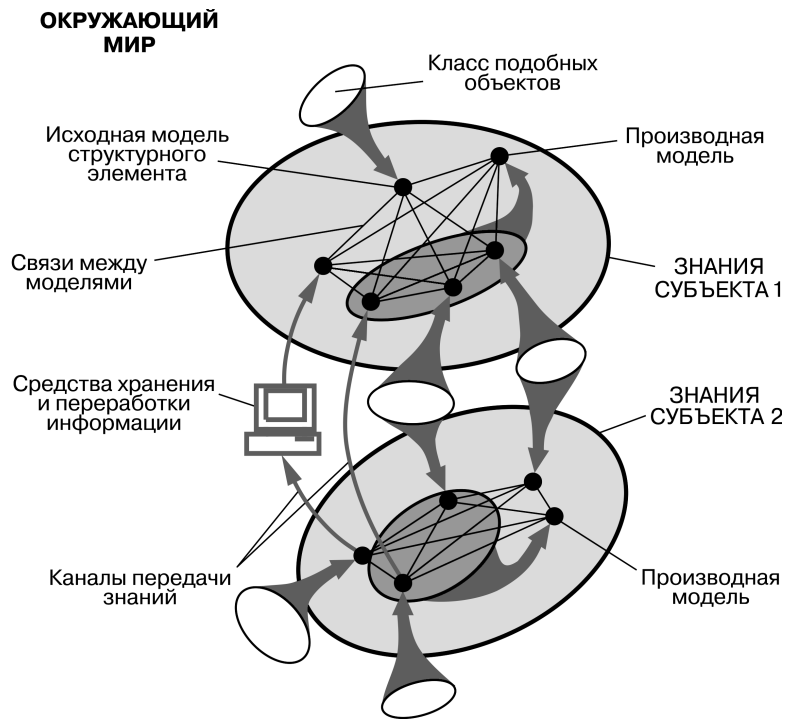 ОКРУЖАЮЩИЙ
МИР
Класс подобных
объектов
Исходная модель
структурного
элемента
Производная
модель
Связи между
моделями
ЗНАНИЯ
СУБЪЕКТА 1
Средства хранения
и переработки
информации
ЗНАНИЯ
СУБЪЕКТА 2
Каналы передачи
знаний
Производная
модель